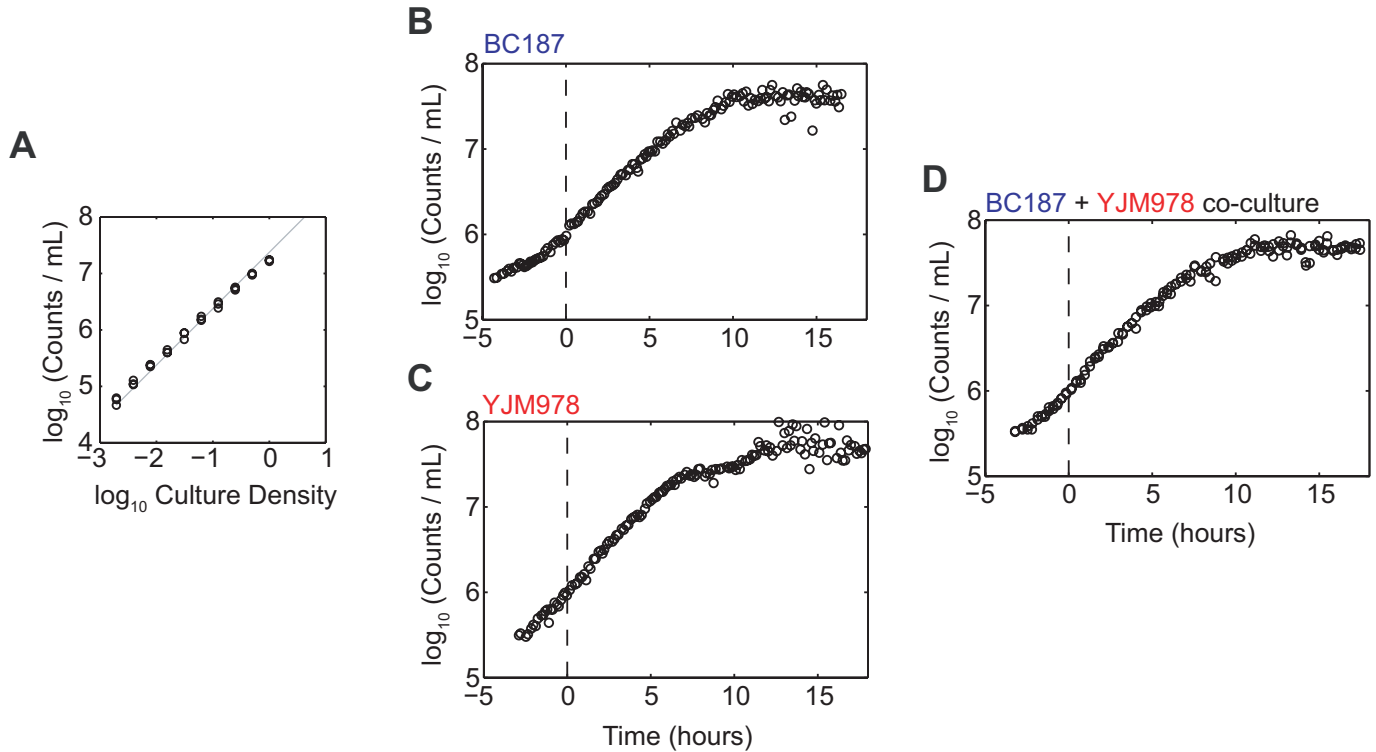 A
8
7
6
5
4
−3
−2
−1
0
1
log10 (Counts / mL)
log10 Culture Density
B
BC187
8
7
6
5
−5
0
5
10
15
log10 (Counts / mL)
C
YJM978
8
7
6
5
−5
0
5
10
15
log10 (Counts / mL)
Time (hours)
D
BC187 + YJM978 co-culture
8
7
6
5
−5
0
5
10
15
log10 (Counts / mL)
Time (hours)